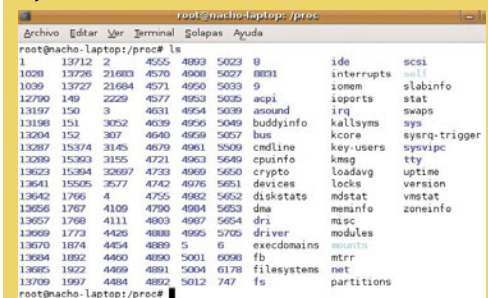 root@nacho-laptop: /proc
Archivo Editar Ver Terminal Solapas Ayuda
root@nacho-laptop:/proc# ls
1 13712 2 4555 4893 5023 8 ide scsi
1028 13726 21683 4570 4908 5027 8831 interrupts self
1039 13727 21684 4571 4950 5033 9 iomem slabinfo
12790 149 2229 4577 4953 5035 acpi ioports stat
13197 150 3 4631 4954 5039 asound irq swaps
13198 151 3052 4639 4956 5049 buddyinfo kallsyms sys
13204 152 307 4640 4959 5057 bus kcore sysrq-trigger
13287 15374 3145 4679 4961 5509 cmdline key-users sysvipc
13289 15393 3155 4721 4963 5649 cpuinfo kmsg tty
13623 15394 32697 4733 4969 5650 crypto loadavg uptime
13641 15505 3577 4742 4976 5651 devices locks version
13642 1766 4 4755 4982 5652 diskstats mdstat vmstat
13656 1767 4109 4790 4984 5653 dma meminfo zoneinfo
13657 1768 4111 4803 4987 5654 dri misc
13669 1773 4426 4888 4995 5705 driver modules
13670 1874 4454 4889 5 6 execdomains mounts
13684 1892 4460 4890 5001 6098 fb mtrr
13685 1922 4469 4891 5004 6178 filesystems net
13709 1997 4484 4892 5012 747 fs partitions
root@nacho-laptop:/proc#